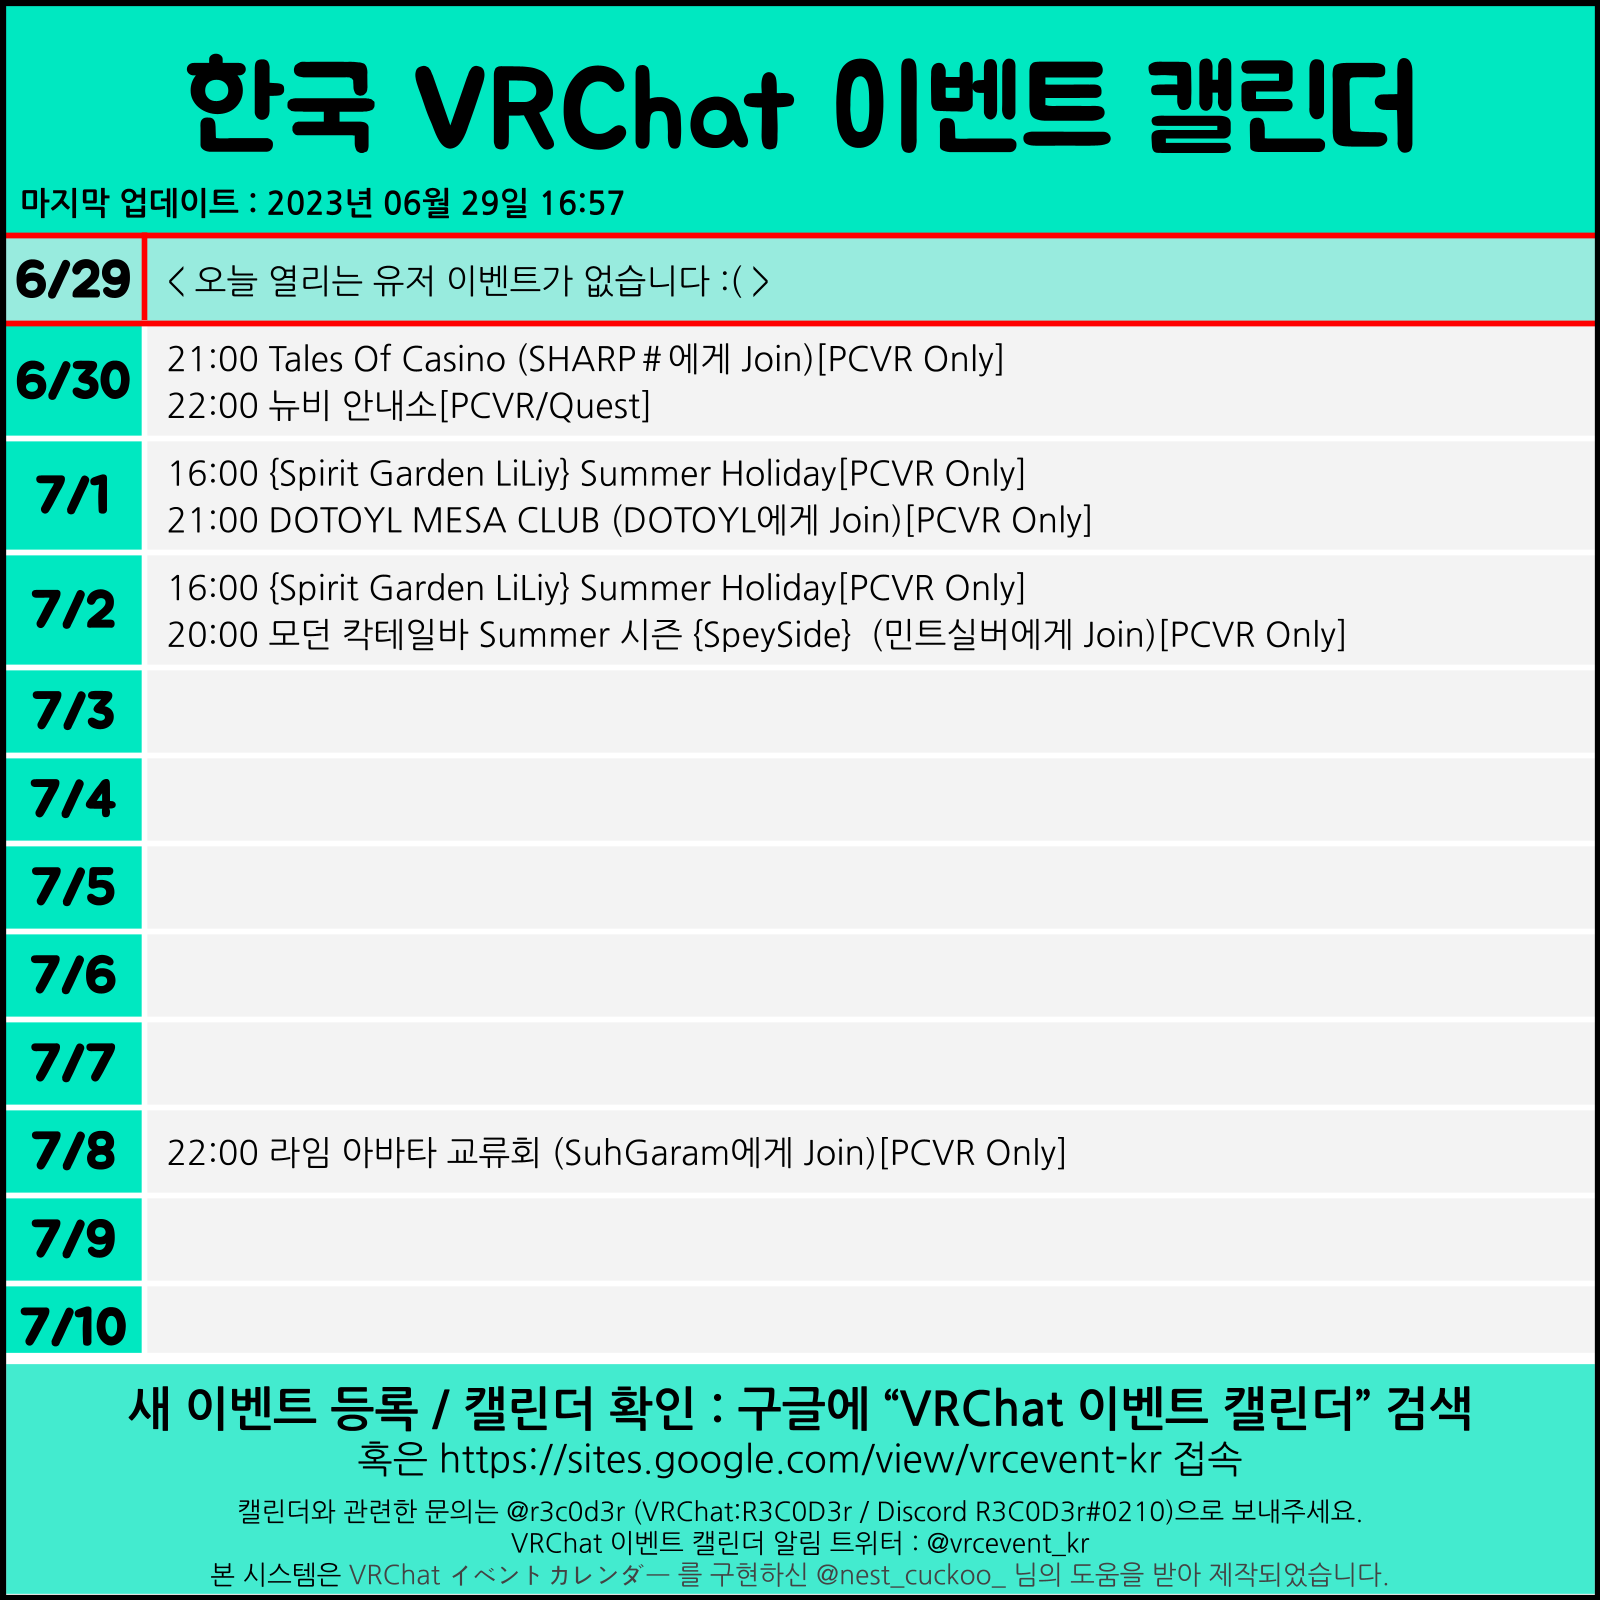 한국 VRChat 이벤트 캘린더
마지막 업데이트 : 2023년 06월 29일 16:57
6/29
< 오늘 열리는 유저 이벤트가 없습니다 :( >
6/30
21:00 Tales Of Casino (SHARP#에게 Join)[PCVR Only]
22:00 뉴비 안내소[PCVR/Quest]
7/1
16:00 {Spirit Garden LiLiy} Summer Holiday[PCVR Only]
21:00 DOTOYL MESA CLUB (DOTOYL에게 Join)[PCVR Only]
7/2
16:00 {Spirit Garden LiLiy} Summer Holiday[PCVR Only]
20:00 모던 칵테일바 Summer 시즌 {SpeySide}  (민트실버에게 Join)[PCVR Only]
7/3
7/4
7/5
7/6
7/7
7/8
22:00 라임 아바타 교류회 (SuhGaram에게 Join)[PCVR Only]
7/9
7/10
새 이벤트 등록 / 캘린더 확인 : 구글에 “VRChat 이벤트 캘린더” 검색
혹은 https://sites.google.com/view/vrcevent-kr 접속
캘린더와 관련한 문의는 @r3c0d3r (VRChat:R3C0D3r / Discord R3C0D3r#0210)으로 보내주세요.
VRChat 이벤트 캘린더 알림 트위터 : @vrcevent_kr
본 시스템은 VRChat イベントカレンダー 를 구현하신 @nest_cuckoo_ 님의 도움을 받아 제작되었습니다.